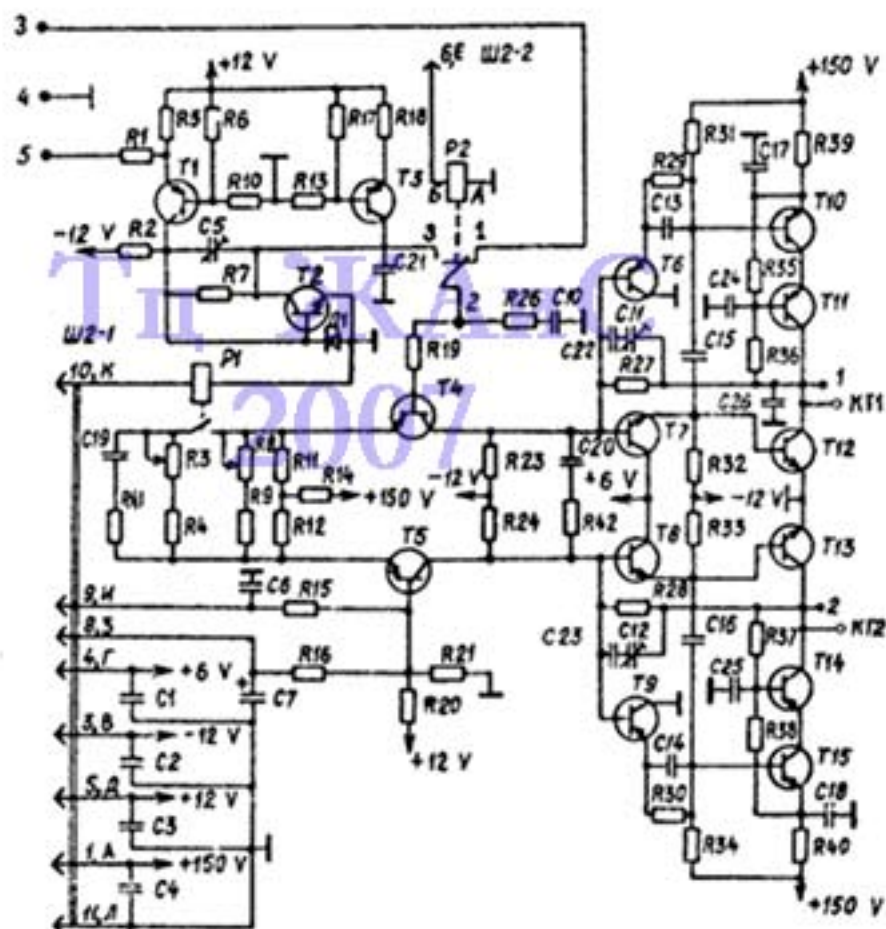 3
+12 V
6,Е Ш2-2
+150 V
4
R5
R6
R17
R18
R31
C17
R39
5
R1
P2
R29
T1
R10
R13
T3
Б
А
C13
T10
-12 V
R2
C5
3
1
T6
R35
C21
C24
T11
R7
T2
2
R26
C10
C11
C15
R36
Ш2-1
Д1
C22
R27
1
10,К
P1
R19
T4
C26
КТ1
T7
T12
C19
R3
R8
R11
R23
C20
R32
R14
-12 V
+6 V
-12 V
R41
R4
R9
+150 V
R33
R12
R24
R42
T5
T8
T13
C6
R28
9,И
R15
2
8,З
C23
C12
C16
R37
КТ2
4,Г
+6 V
R16
R21
T14
C1
C7
+
T9
C25
3,В
-12 V
R20
R38
C2
+12 V
C14
T15
5,Д
+12 V
C18
C3
R30
R34
R40
1,А
+150 V
C4
+150 V
11,Л
Тц ЖАпС
2007